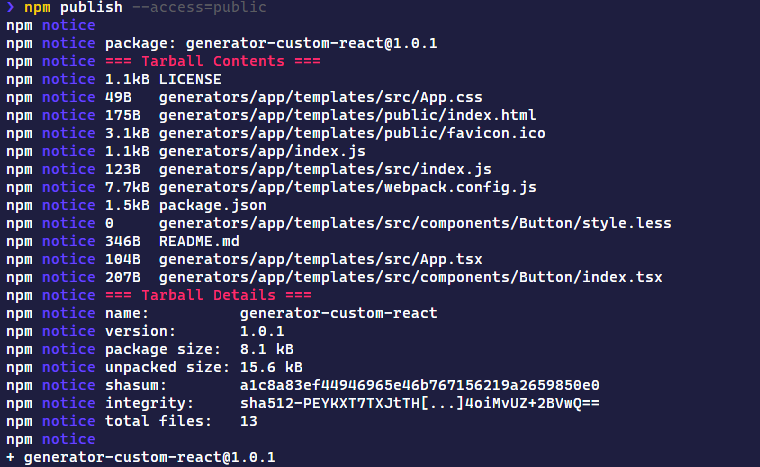 ❯ npm publish --access=public
npm notice
npm notice package: generator-custom-react@1.0.1
npm notice === Tarball Contents ===
npm notice 1.1kB LICENSE
npm notice 49B   generators/app/templates/src/App.css
npm notice 175B  generators/app/templates/public/index.html
npm notice 3.1kB generators/app/templates/public/favicon.ico
npm notice 1.1kB generators/app/index.js
npm notice 123B  generators/app/templates/src/index.js
npm notice 7.7kB generators/app/templates/webpack.config.js
npm notice 1.5kB package.json
npm notice 0     generators/app/templates/src/components/Button/style.less
npm notice 346B  README.md
npm notice 104B  generators/app/templates/src/App.tsx
npm notice 207B  generators/app/templates/src/components/Button/index.tsx
npm notice === Tarball Details ===
npm notice name:          generator-custom-react
npm notice version:       1.0.1
npm notice package size:  8.1 kB
npm notice unpacked size: 15.6 kB
npm notice shasum:        a1c8a83ef44946965e46b767156219a2659850e0
npm notice integrity:     sha512-PEYKXT7TXJtTH[...]4oiMvUZ+2BVwQ==
npm notice total files:   13
npm notice
+ generator-custom-react@1.0.1